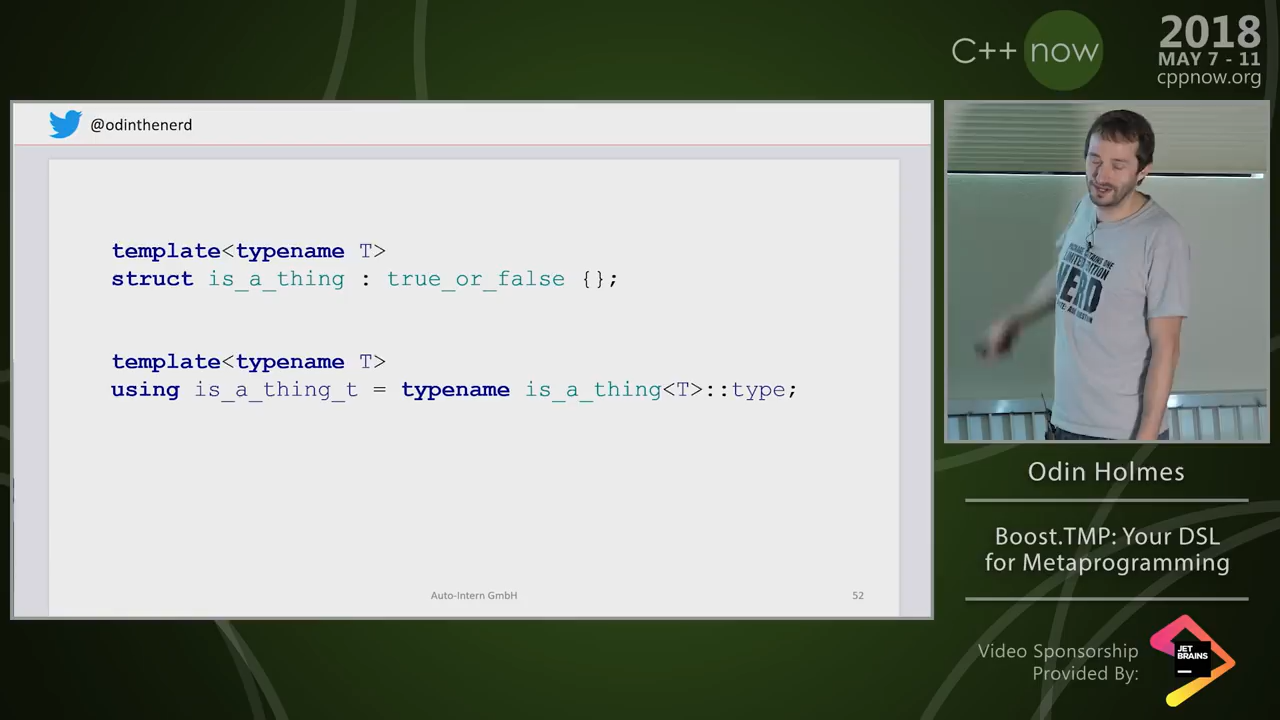 C++ now
2018
MAY 7 - 11
cppnow.org
@odinthenerd
template<typename T>
struct is_a_thing : true_or_false {};
template<typename T>
using is_a_thing_t = typename is_a_thing<T>::type;
Auto-Intern GmbH
52
NERD
Odin Holmes
Boost.TMP: Your DSL
for Metaprogramming
Video Sponsorship
Provided By:
JET
BRAINS